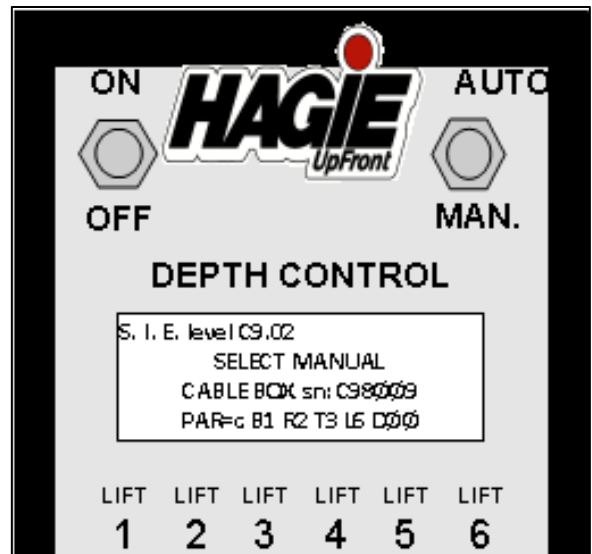 ON
AUTO
HAGIE
UpFront
OFF
MAN.
DEPTH CONTROL
S. I. E. level C9.02
SELECT MANUAL
CABLE BOX sn: C98ØØ9
PAR=c B1 R2 T3 L6 DØØ
LIFT LIFT LIFT LIFT LIFT LIFT
1 2 3 4 5 6